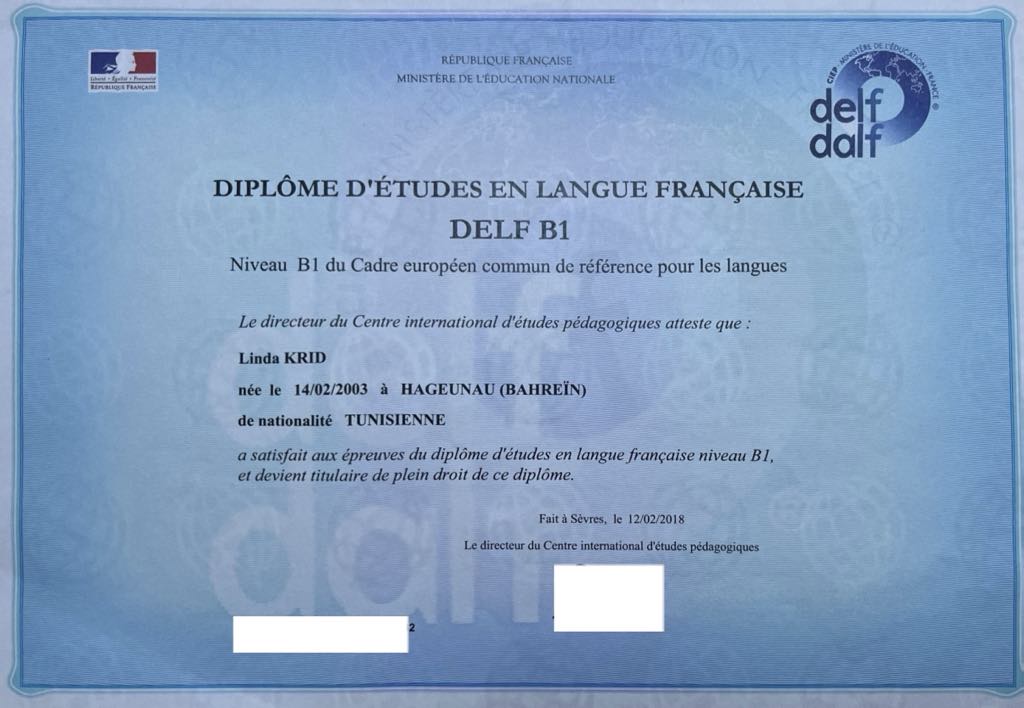 Liberté • Égalité • Fraternité
RÉPUBLIQUE FRANÇAISE
RÉPUBLIQUE FRANÇAISE
MINISTÈRE DE L'ÉDUCATION NATIONALE
CIEP - MINISTÈRE DE L'ÉDUCATION - FRANCE ®
delf
dalf
DIPLÔME D'ÉTUDES EN LANGUE FRANÇAISE
DELF B1
Niveau B1 du Cadre européen commun de référence pour les langues
Le directeur du Centre international d'études pédagogiques atteste que :
Linda KRID
née le 14/02/2003 à HAGEUNAU (BAHREÏN)
de nationalité TUNISIENNE
a satisfait aux épreuves du diplôme d'études en langue française niveau B1,
et devient titulaire de plein droit de ce diplôme.
Fait à Sèvres, le 12/02/2018
Le directeur du Centre international d'études pédagogiques
2